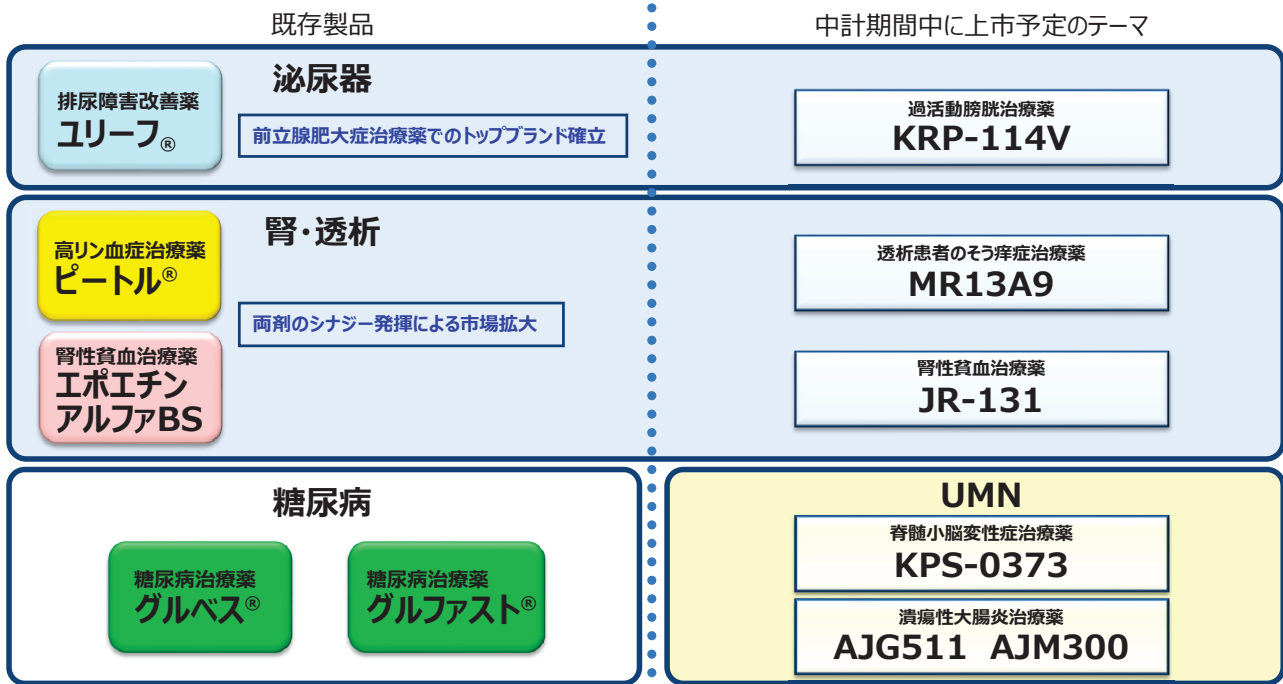 既存製品
中計期間中に上市予定のテーマ
泌尿器
排尿障害改善薬
ユリーフ®
前立腺肥大症治療薬でのトップブランド確立
過活動膀胱治療薬
KRP-114V
腎・透析
高リン血症治療薬
ピートル®
両剤のシナジー発揮による市場拡大
腎性貧血治療薬
エポエチン
アルファBS
透析患者のそう痒症治療薬
MR13A9
腎性貧血治療薬
JR-131
糖尿病
糖尿病治療薬
グルベス®
糖尿病治療薬
グルファスト®
UMN
脊髄小脳変性症治療薬
KPS-0373
潰瘍性大腸炎治療薬
AJG511 AJM300